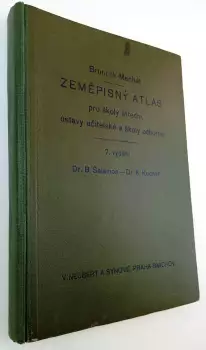 Brunclík-Machát
ZEMĚPISNÝ ATLAS
pro školy střední,
ústavy učitelské a školy odborné
7. vydání
Dr. B. Šalamon - Dr. K. Kuchař
V. NEUBERT A SYNOVÉ, PRAHA SMÍCHOV